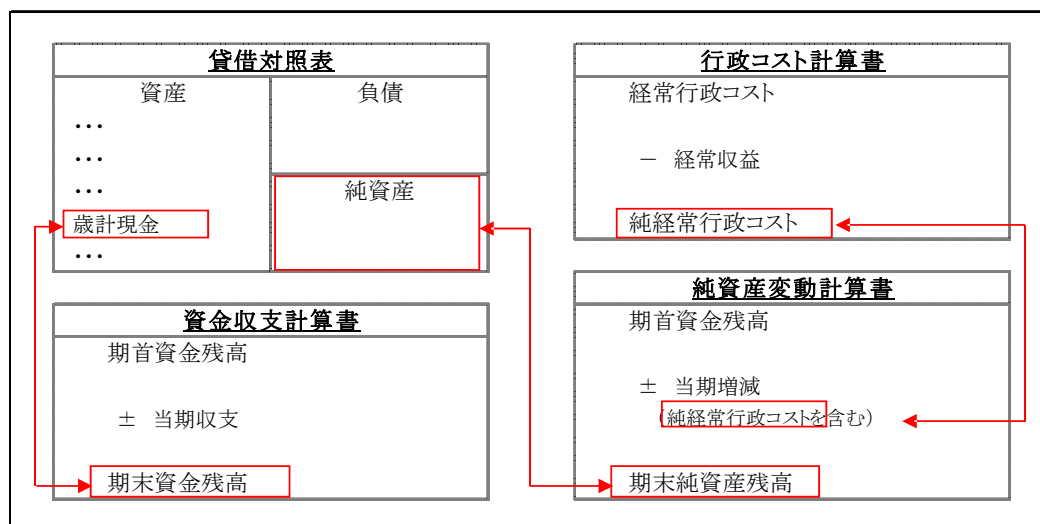 貸借対照表
資産
負債
・・・
・・・
・・・
純資産
歳計現金
・・・
行政コスト計算書
経常行政コスト
－ 経常収益
純経常行政コスト
資金収支計算書
期首資金残高
± 当期収支
期末資金残高
純資産変動計算書
期首資金残高
± 当期増減
(純経常行政コストを含む)
期末純資産残高